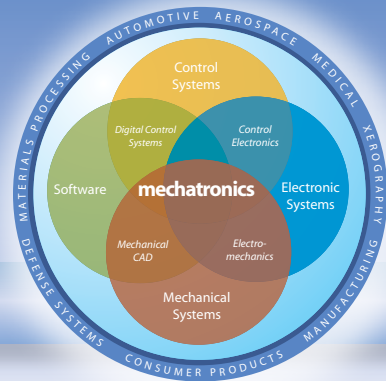 MATERIALS PROCESSING
AUTOMOTIVE
AEROSPACE
MEDICAL
XEROGRAPHY
MANUFACTURING
CONSUMER PRODUCTS
DEFENSE SYSTEMS
Control
Systems
Digital Control
Systems
Control
Electronics
Software
mechatronics
Electronic
Systems
Mechanical
CAD
Electro-
mechanics
Mechanical
Systems